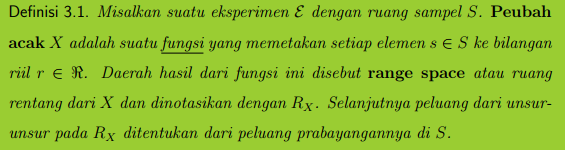 Definisi 3.1. Misalkan suatu eksperimen ℰ dengan ruang sampel S. Peubah
acak X adalah suatu fungsi yang memetakan setiap elemen s ∈ S ke bilangan
riil r ∈ ℜ. Daerah hasil dari fungsi ini disebut range space atau ruang
rentang dari X dan dinotasikan dengan R_X. Selanjutnya peluang dari unsur-
unsur pada R_X ditentukan dari peluang prabayangannya di S.